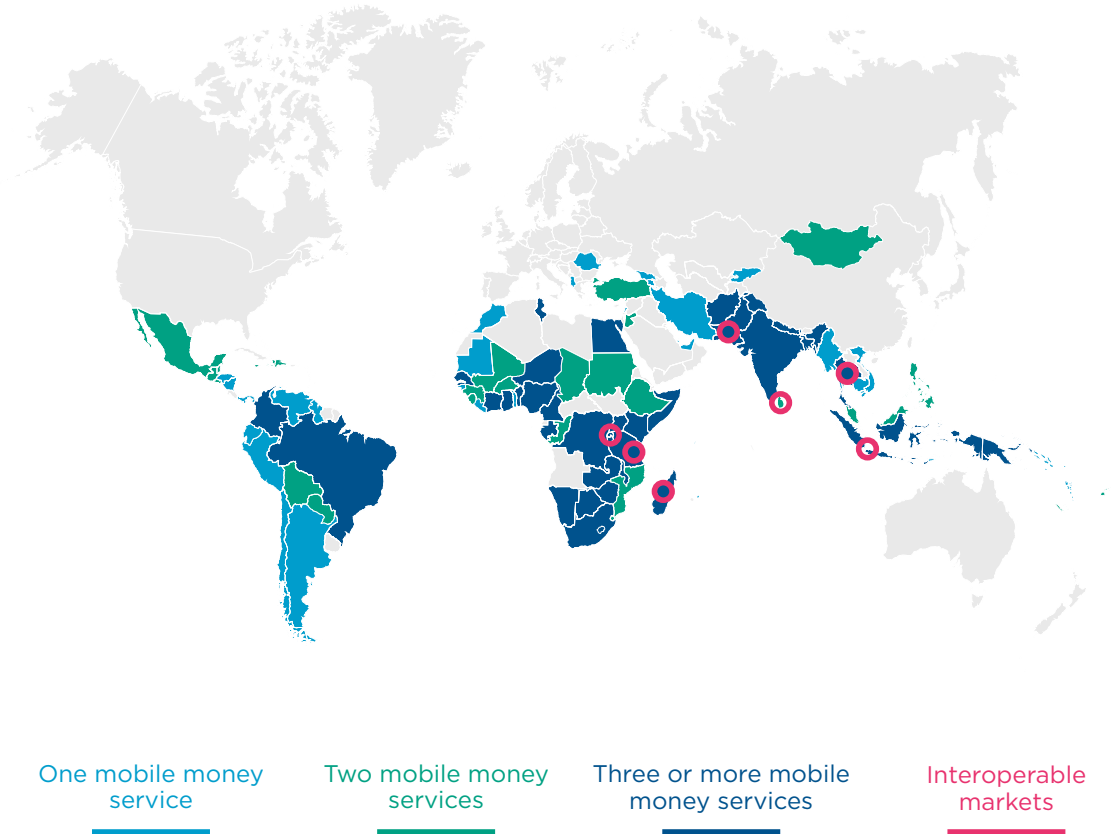 One mobile money
service
Two mobile money
services
Three or more mobile
money services
Interoperable
markets